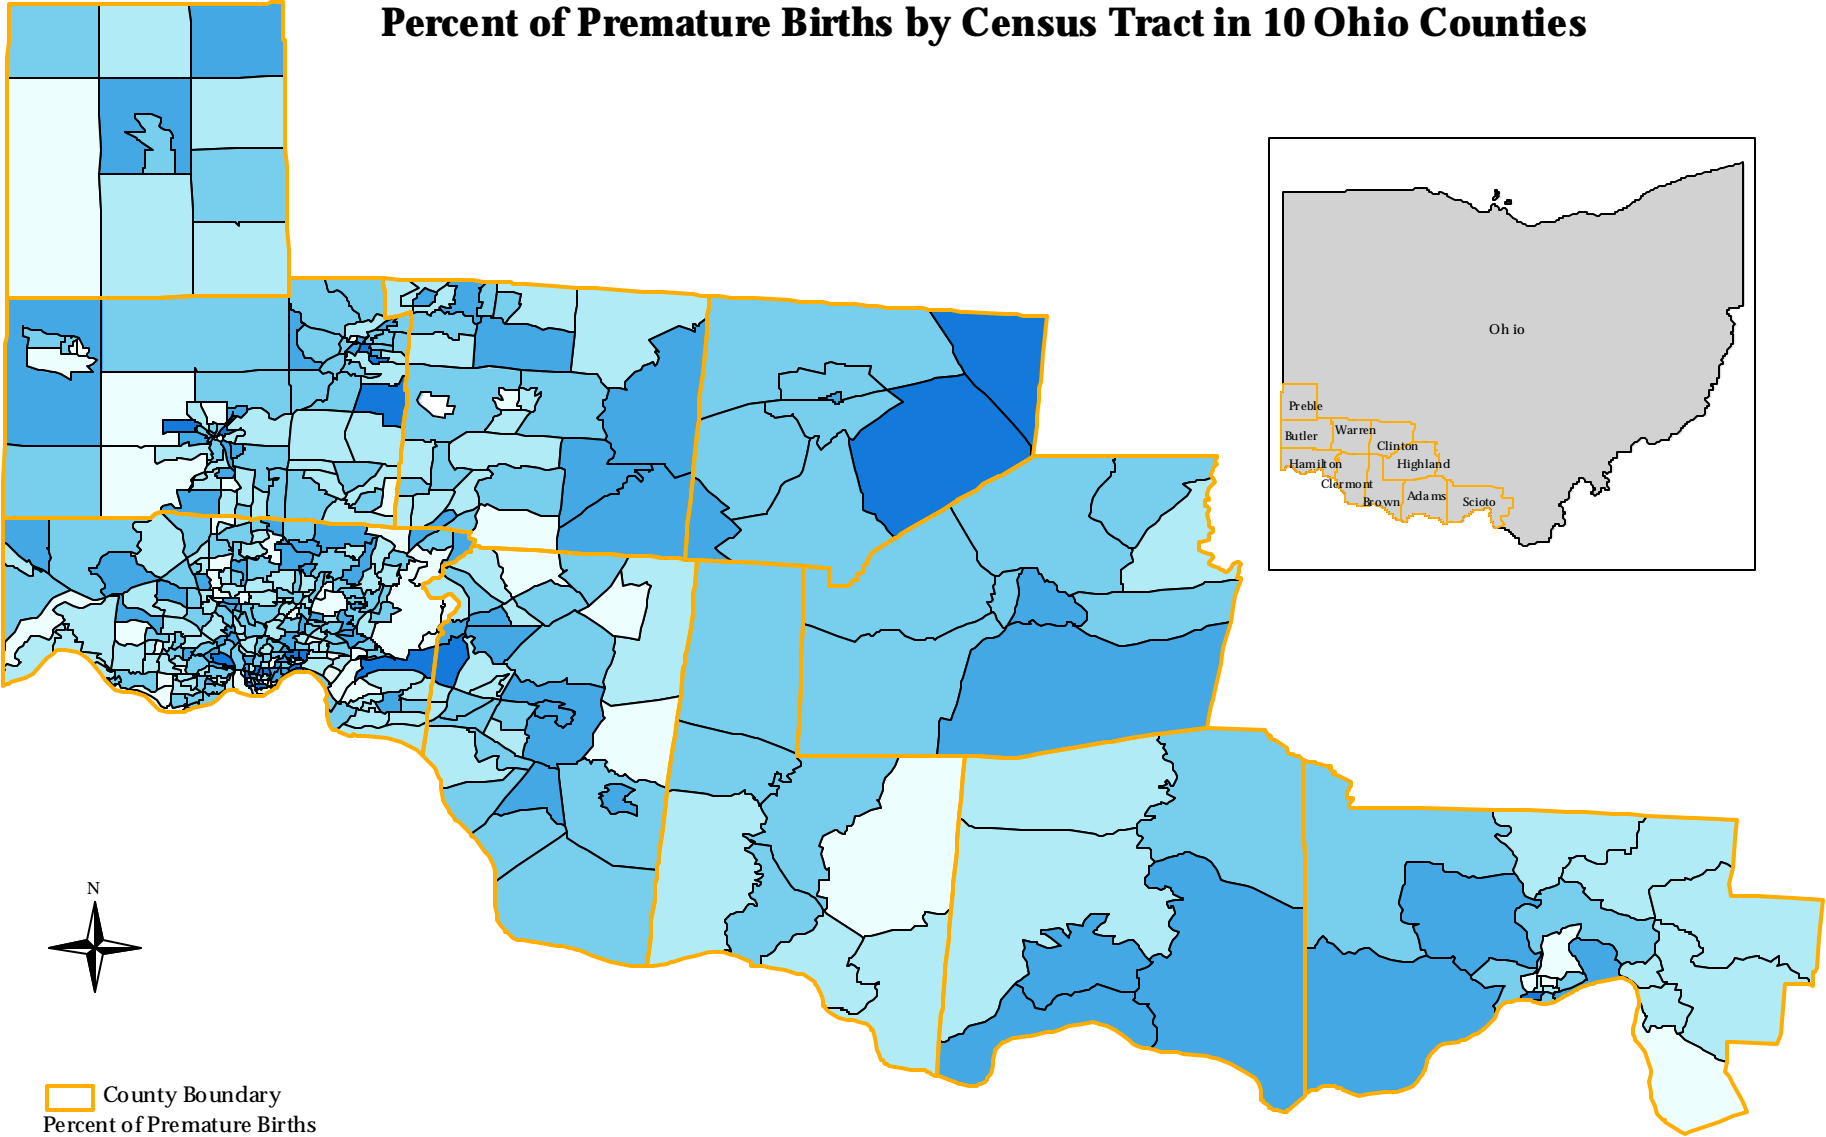 Percent of Premature Births by Census Tract in 10 Ohio Counties
Ohio
Preble
Butler
Warren
Clinton
Hamilton
Highland
Clermont
Brown
Adams
Scioto
N
County Boundary
Percent of Premature Births